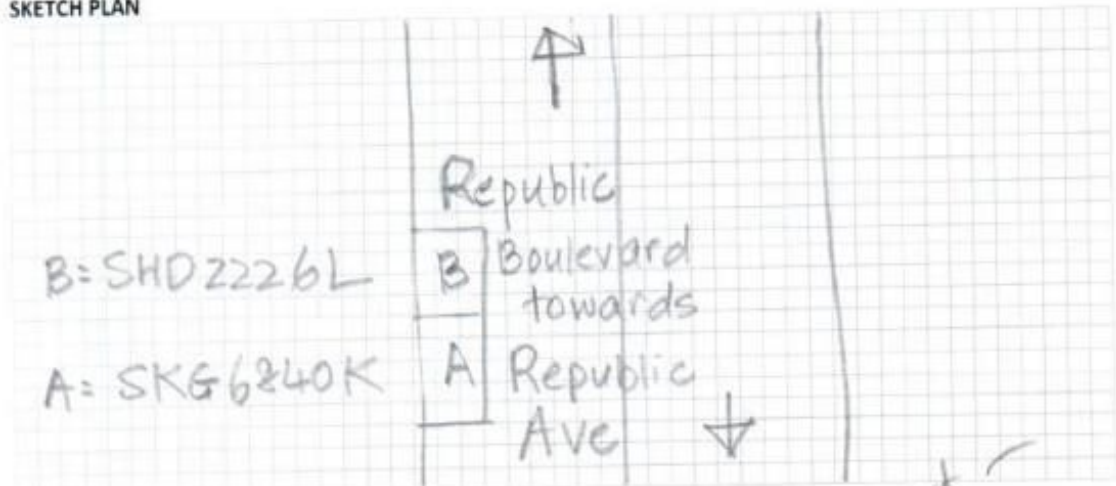 SKETCH PLAN
Republic
B Boulevard
towards
B: SHD2226L
A Republic
A: SKG6840K
Ave